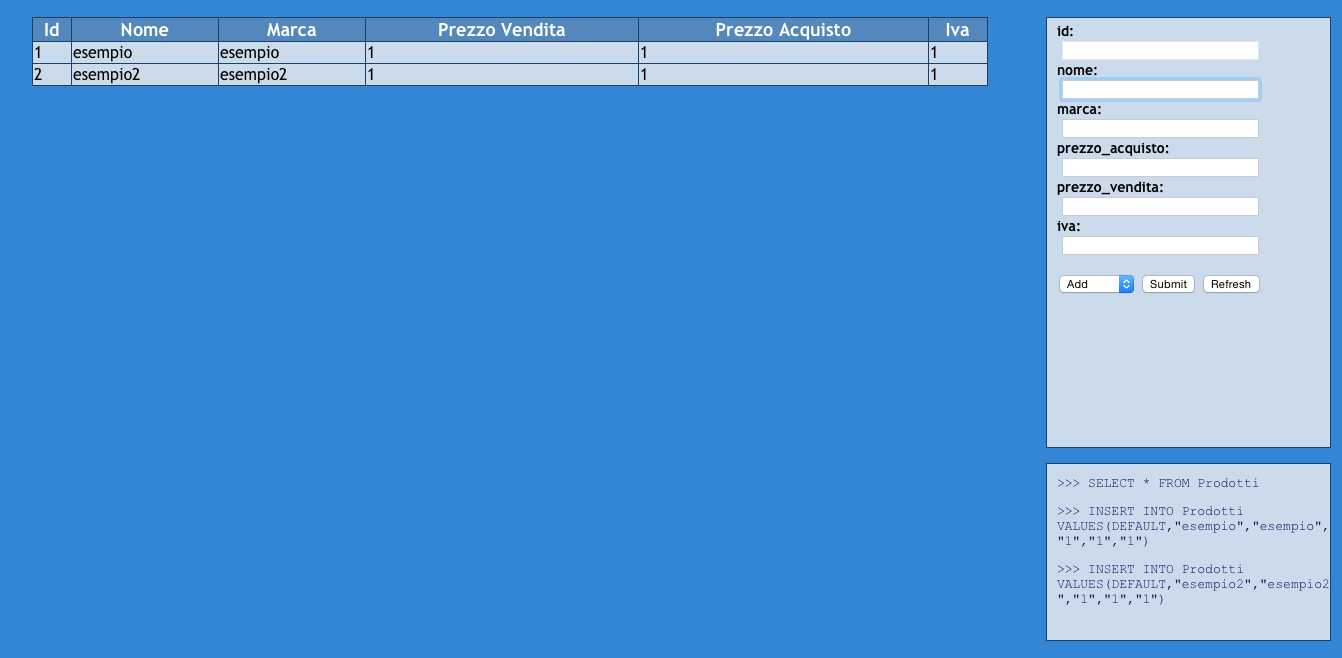 Id Nome Marca Prezzo Vendita Prezzo Acquisto Iva
1 esempio esempio 1 1 1
2 esempio2 esempio2 1 1 1
id:
nome:
marca:
prezzo_acquisto:
prezzo_vendita:
iva:
Add Submit Refresh
>>> SELECT * FROM Prodotti
>>> INSERT INTO Prodotti
VALUES(DEFAULT,"esempio","esempio",
"1","1","1")
>>> INSERT INTO Prodotti
VALUES(DEFAULT,"esempio2","esempio2
","1","1","1")